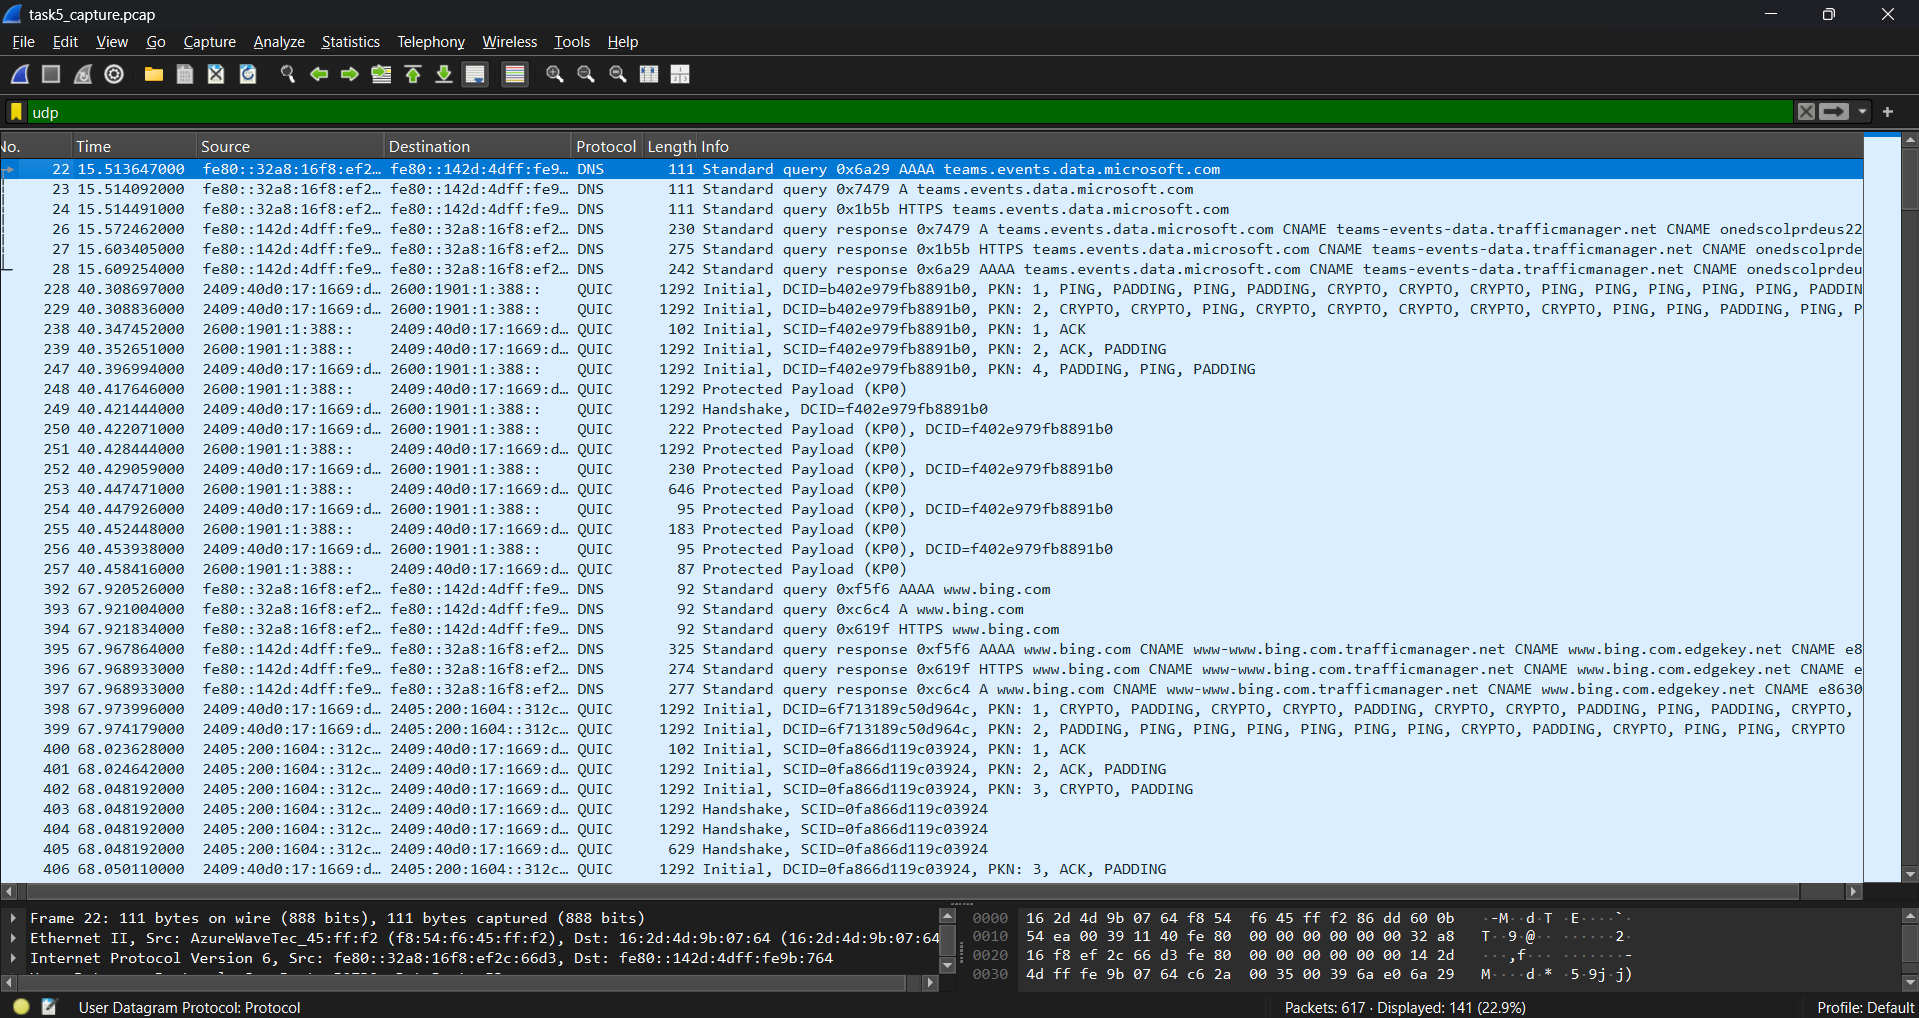 task5_capture.pcap
File Edit View Go Capture Analyze Statistics Telephony Wireless Tools Help
udp
No. Time Source Destination Protocol Length Info
22 15.513647000 fe80::32a8:16f8:ef2… fe80::142d:4dff:fe9… DNS 111 Standard query 0x6a29 AAAA teams.events.data.microsoft.com
23 15.514092000 fe80::32a8:16f8:ef2… fe80::142d:4dff:fe9… DNS 111 Standard query 0x7479 A teams.events.data.microsoft.com
24 15.514491000 fe80::32a8:16f8:ef2… fe80::142d:4dff:fe9… DNS 111 Standard query 0x1b5b HTTPS teams.events.data.microsoft.com
26 15.572462000 fe80::142d:4dff:fe9… fe80::32a8:16f8:ef2… DNS 230 Standard query response 0x7479 A teams.events.data.microsoft.com CNAME teams-events-data.trafficmanager.net CNAME onedscolprdeus22
27 15.603405000 fe80::142d:4dff:fe9… fe80::32a8:16f8:ef2… DNS 275 Standard query response 0x1b5b HTTPS teams.events.data.microsoft.com CNAME teams-events-data.trafficmanager.net CNAME onedscolprde
28 15.609254000 fe80::142d:4dff:fe9… fe80::32a8:16f8:ef2… DNS 242 Standard query response 0x6a29 AAAA teams.events.data.microsoft.com CNAME teams-events-data.trafficmanager.net CNAME onedscolprdeu
228 40.308697000 2409:40d0:17:1669:d… 2600:1901:1:388:: QUIC 1292 Initial, DCID=b402e979fb8891b0, PKN: 1, PING, PADDING, PING, PADDING, CRYPTO, CRYPTO, CRYPTO, PING, PING, PING, PING, PING, PADDIN
229 40.308836000 2409:40d0:17:1669:d… 2600:1901:1:388:: QUIC 1292 Initial, DCID=b402e979fb8891b0, PKN: 2, CRYPTO, CRYPTO, PING, CRYPTO, CRYPTO, CRYPTO, CRYPTO, CRYPTO, PING, PING, PADDING, PING, P
238 40.347452000 2600:1901:1:388:: 2409:40d0:17:1669:d… QUIC 102 Initial, SCID=f402e979fb8891b0, PKN: 1, ACK
239 40.352651000 2600:1901:1:388:: 2409:40d0:17:1669:d… QUIC 1292 Initial, SCID=f402e979fb8891b0, PKN: 2, ACK, PADDING
247 40.396994000 2409:40d0:17:1669:d… 2600:1901:1:388:: QUIC 1292 Initial, DCID=f402e979fb8891b0, PKN: 4, PADDING, PING, PADDING
248 40.417646000 2600:1901:1:388:: 2409:40d0:17:1669:d… QUIC 1292 Protected Payload (KP0)
249 40.421444000 2409:40d0:17:1669:d… 2600:1901:1:388:: QUIC 1292 Handshake, DCID=f402e979fb8891b0
250 40.422071000 2409:40d0:17:1669:d… 2600:1901:1:388:: QUIC 222 Protected Payload (KP0), DCID=f402e979fb8891b0
251 40.428444000 2600:1901:1:388:: 2409:40d0:17:1669:d… QUIC 1292 Protected Payload (KP0)
252 40.429059000 2409:40d0:17:1669:d… 2600:1901:1:388:: QUIC 230 Protected Payload (KP0), DCID=f402e979fb8891b0
253 40.447471000 2600:1901:1:388:: 2409:40d0:17:1669:d… QUIC 646 Protected Payload (KP0)
254 40.447926000 2409:40d0:17:1669:d… 2600:1901:1:388:: QUIC 95 Protected Payload (KP0), DCID=f402e979fb8891b0
255 40.452448000 2600:1901:1:388:: 2409:40d0:17:1669:d… QUIC 183 Protected Payload (KP0)
256 40.453938000 2409:40d0:17:1669:d… 2600:1901:1:388:: QUIC 95 Protected Payload (KP0), DCID=f402e979fb8891b0
257 40.458416000 2600:1901:1:388:: 2409:40d0:17:1669:d… QUIC 87 Protected Payload (KP0)
392 67.920526000 fe80::32a8:16f8:ef2… fe80::142d:4dff:fe9… DNS 92 Standard query 0xf5f6 AAAA www.bing.com
393 67.921004000 fe80::32a8:16f8:ef2… fe80::142d:4dff:fe9… DNS 92 Standard query 0xc6c4 A www.bing.com
394 67.921834000 fe80::32a8:16f8:ef2… fe80::142d:4dff:fe9… DNS 92 Standard query 0x619f HTTPS www.bing.com
395 67.967864000 fe80::142d:4dff:fe9… fe80::32a8:16f8:ef2… DNS 325 Standard query response 0xf5f6 AAAA www.bing.com CNAME www-www.bing.com.trafficmanager.net CNAME www.bing.com.edgekey.net CNAME e8
396 67.968933000 fe80::142d:4dff:fe9… fe80::32a8:16f8:ef2… DNS 274 Standard query response 0x619f HTTPS www.bing.com CNAME www-www.bing.com.trafficmanager.net CNAME www.bing.com.edgekey.net CNAME e
397 67.968933000 fe80::142d:4dff:fe9… fe80::32a8:16f8:ef2… DNS 277 Standard query response 0xc6c4 A www.bing.com CNAME www-www.bing.com.trafficmanager.net CNAME www.bing.com.edgekey.net CNAME e8630
398 67.973996000 2409:40d0:17:1669:d… 2405:200:1604::312c… QUIC 1292 Initial, DCID=6f713189c50d964c, PKN: 1, CRYPTO, PADDING, CRYPTO, CRYPTO, PADDING, CRYPTO, CRYPTO, PADDING, PING, PADDING, CRYPTO,
399 67.974179000 2409:40d0:17:1669:d… 2405:200:1604::312c… QUIC 1292 Initial, DCID=6f713189c50d964c, PKN: 2, PADDING, PING, PING, PING, PING, PING, PING, CRYPTO, PADDING, CRYPTO, PING, PING, CRYPTO
400 68.023628000 2405:200:1604::312c… 2409:40d0:17:1669:d… QUIC 102 Initial, SCID=0fa866d119c03924, PKN: 1, ACK
401 68.024642000 2405:200:1604::312c… 2409:40d0:17:1669:d… QUIC 1292 Initial, SCID=0fa866d119c03924, PKN: 2, ACK, PADDING
402 68.048192000 2405:200:1604::312c… 2409:40d0:17:1669:d… QUIC 1292 Initial, SCID=0fa866d119c03924, PKN: 3, CRYPTO, PADDING
403 68.048192000 2405:200:1604::312c… 2409:40d0:17:1669:d… QUIC 1292 Handshake, SCID=0fa866d119c03924
404 68.048192000 2405:200:1604::312c… 2409:40d0:17:1669:d… QUIC 1292 Handshake, SCID=0fa866d119c03924
405 68.048192000 2405:200:1604::312c… 2409:40d0:17:1669:d… QUIC 629 Handshake, SCID=0fa866d119c03924
406 68.050110000 2409:40d0:17:1669:d… 2405:200:1604::312c… QUIC 1292 Initial, DCID=0fa866d119c03924, PKN: 3, ACK, PADDING
Frame 22: 111 bytes on wire (888 bits), 111 bytes captured (888 bits)
Ethernet II, Src: AzureWaveTec_45:ff:f2 (f8:54:f6:45:ff:f2), Dst: 16:2d:4d:9b:07:64 (16:2d:4d:9b:07:64
Internet Protocol Version 6, Src: fe80::32a8:16f8:ef2c:66d3, Dst: fe80::142d:4dff:fe9b:764
0000 16 2d 4d 9b 07 64 f8 54 f6 45 ff f2 86 dd 60 0b ·-M··d·T ·E····`·
0010 54 ea 00 39 11 40 fe 80 00 00 00 00 00 00 32 a8 T··9·@·· ······2·
0020 16 f8 ef 2c 66 d3 fe 80 00 00 00 00 00 00 14 2d ···,f··· ·······-
0030 4d ff fe 9b 07 64 c6 2a 00 35 00 39 6a e0 6a 29 M····d·* ·5·9j·j)
User Datagram Protocol: Protocol
Packets: 617 · Displayed: 141 (22.9%)
Profile: Default